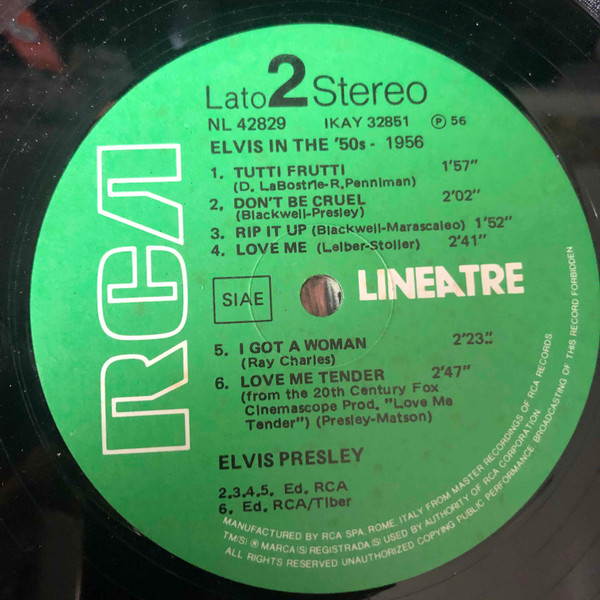 Lato 2 Stereo
NL 42829 IKAY 32851 Ⓟ 56
ELVIS IN THE '50s - 1956
1. TUTTI FRUTTI 1'57"
(D. LaBostrie-R.Penniman)
2. DON'T BE CRUEL 2'02"
(Blackwell-Presley)
3. RIP IT UP (Blackwell-Marascaleo) 1'52"
4. LOVE ME (Leiber-Stoller) 2'41"
RCA
SIAE
LINEATRE
5. I GOT A WOMAN 2'23"
(Ray Charles)
6. LOVE ME TENDER 2'47"
(from the 20th Century Fox
Cinemascope Prod. "Love Me
Tender") (Presley-Matson)
ELVIS PRESLEY
2.3.4.5. Ed. RCA
6. Ed. RCA/Tiber
MANUFACTURED BY RCA SPA, ROME, ITALY FROM MASTER RECORDINGS OF RCA RECORDS
TM(S) ® MARCA(S) REGISTRADA(S) USED BY AUTHORITY OF RCA CORPORATION.
ALL RIGHTS RESERVED UNAUTHORIZED COPYING PUBLIC PERFORMANCE BROADCASTING OF THIS RECORD FORBIDDEN